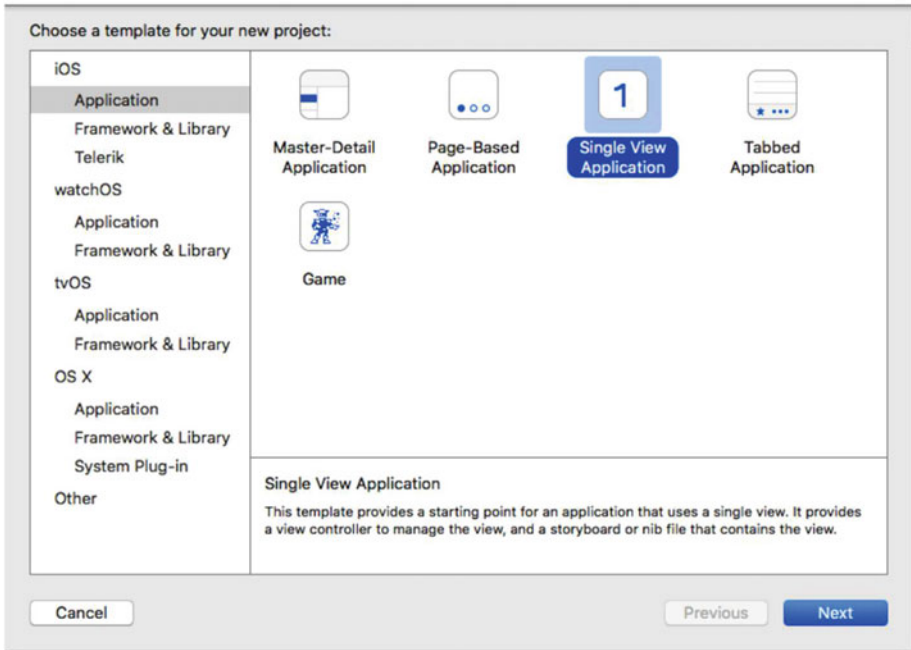 Choose a template for your new project:
iOS
Application
Framework & Library
Telerik
watchOS
Application
Framework & Library
tvOS
Application
Framework & Library
OS X
Application
Framework & Library
System Plug-in
Other
Master-Detail
Application
Page-Based
Application
1
Single View
Application
Tabbed
Application
Game
Single View Application
This template provides a starting point for an application that uses a single view. It provides
a view controller to manage the view, and a storyboard or nib file that contains the view.
Cancel
Previous
Next